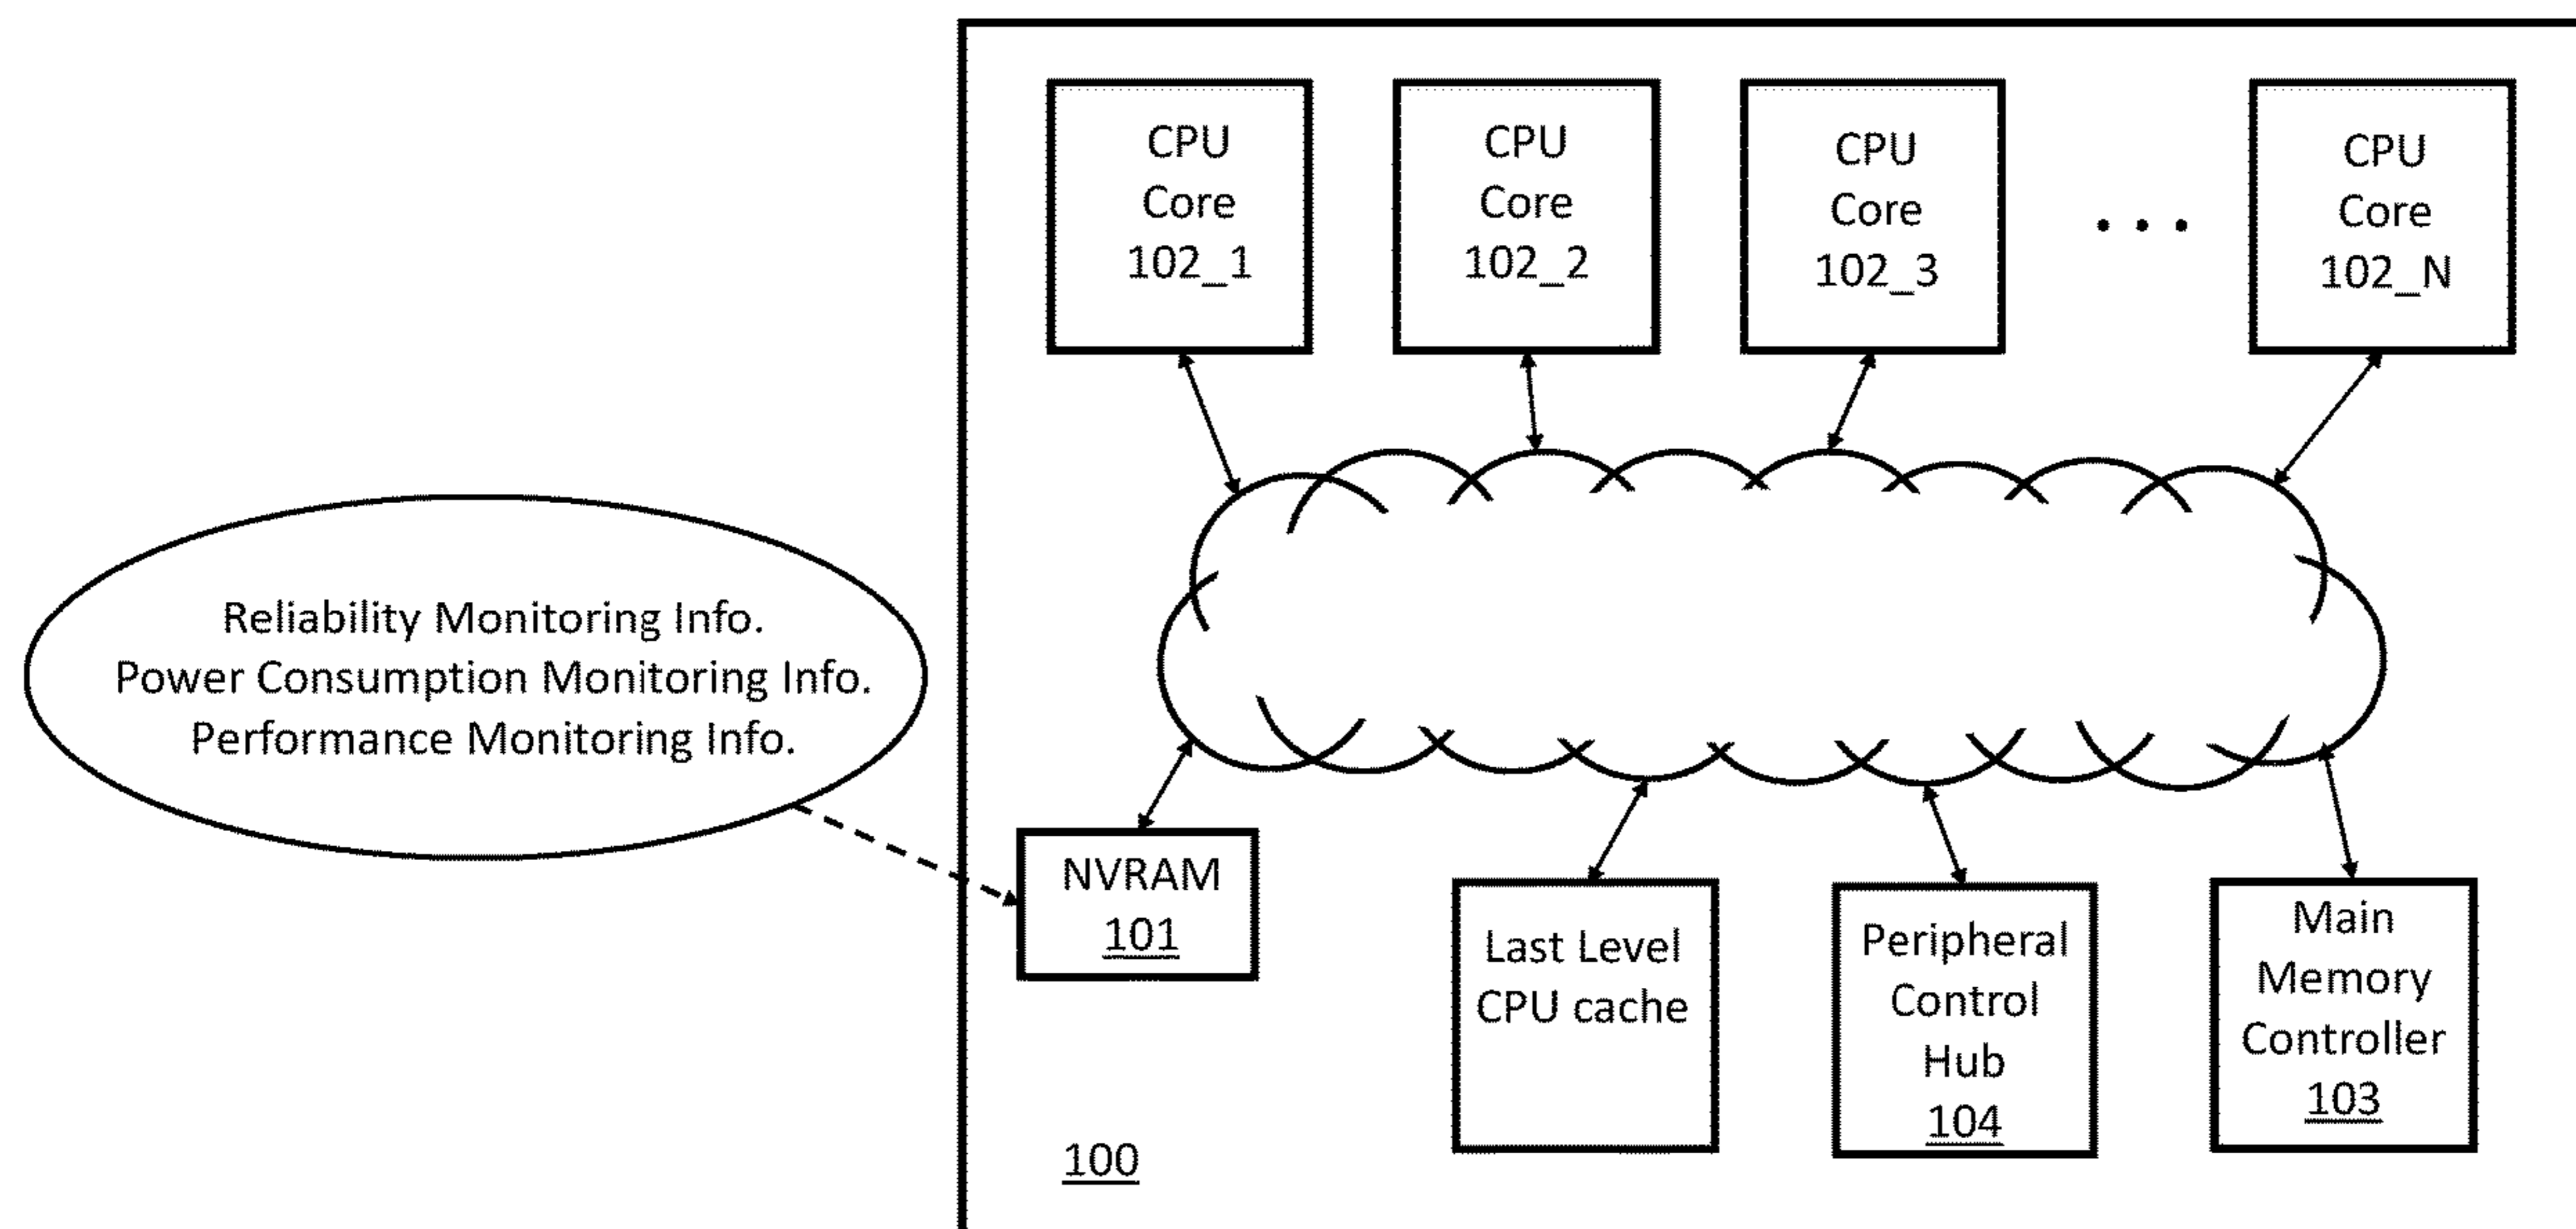 CPU
Core
102_1
CPU
Core
102_2
CPU
Core
102_3
. . .
CPU
Core
102_N
Reliability Monitoring Info.
Power Consumption Monitoring Info.
Performance Monitoring Info.
NVRAM
101
Last Level
CPU cache
Peripheral
Control
Hub
104
Main
Memory
Controller
103
100